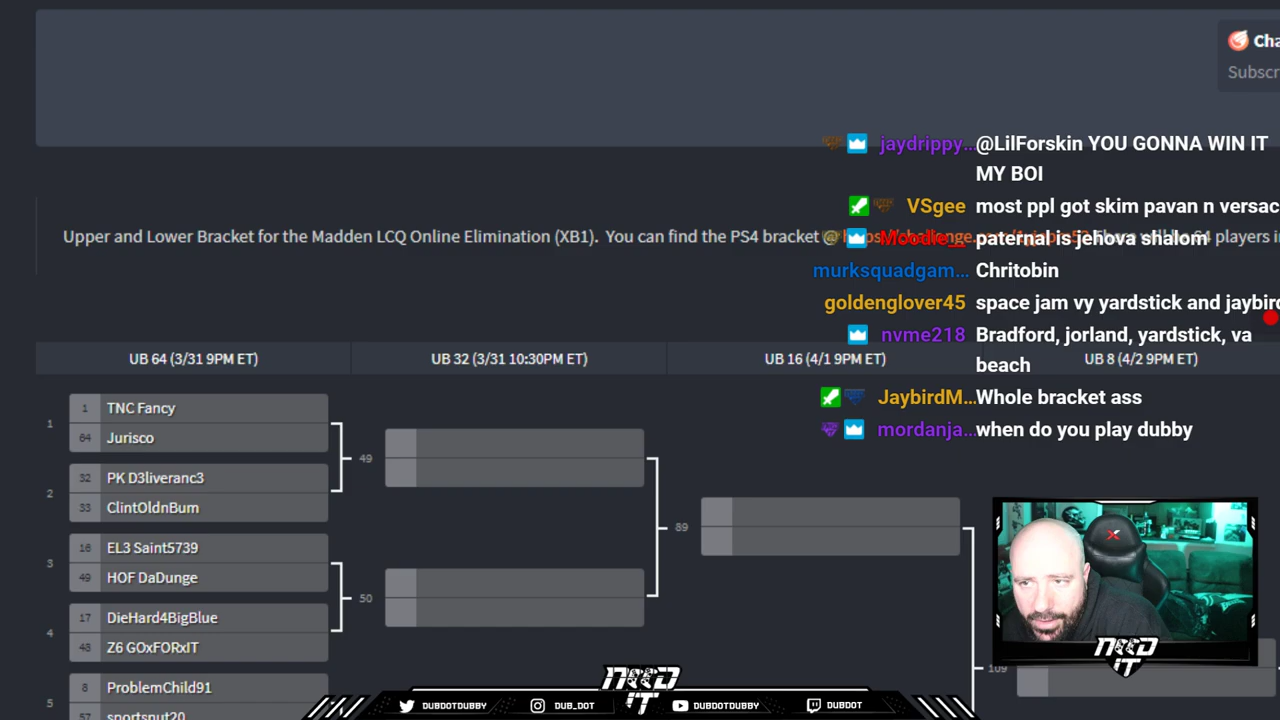 Cha
Subscr
jaydrippy... @LilForskin YOU GONNA WIN IT
MY BOI
VSgee most ppl got skim pavan n versac
Upper and Lower Bracket for the Madden LCQ Online Elimination (XB1). You can find the PS4 bracket @
Moodie__ paternal is jehova shalom
murksquadgam... Chritobin
goldenglover45 space jam vy yardstick and jaybird
nvme218 Bradford, jorland, yardstick, va
beach
UB 64 (3/31 9PM ET) UB 32 (3/31 10:30PM ET) UB 16 (4/1 9PM ET) UB 8 (4/2 9PM ET)
JaybirdM... Whole bracket ass
mordanja... when do you play dubby
1 1 TNC Fancy
64 Jurisco
49
2 32 PK D3liveranc3
33 ClintOldnBum
89
3 16 EL3 Saint5739
49 HOF DaDunge
50
4 17 DieHard4BigBlue
48 Z6 GOxFORxIT
109
5 8 ProblemChild91
57 sportsnut20
NEED
IT
NEED
IT
DUBDOTDUBBY DUB_DOT DUBDOTDUBBY DUBDOT